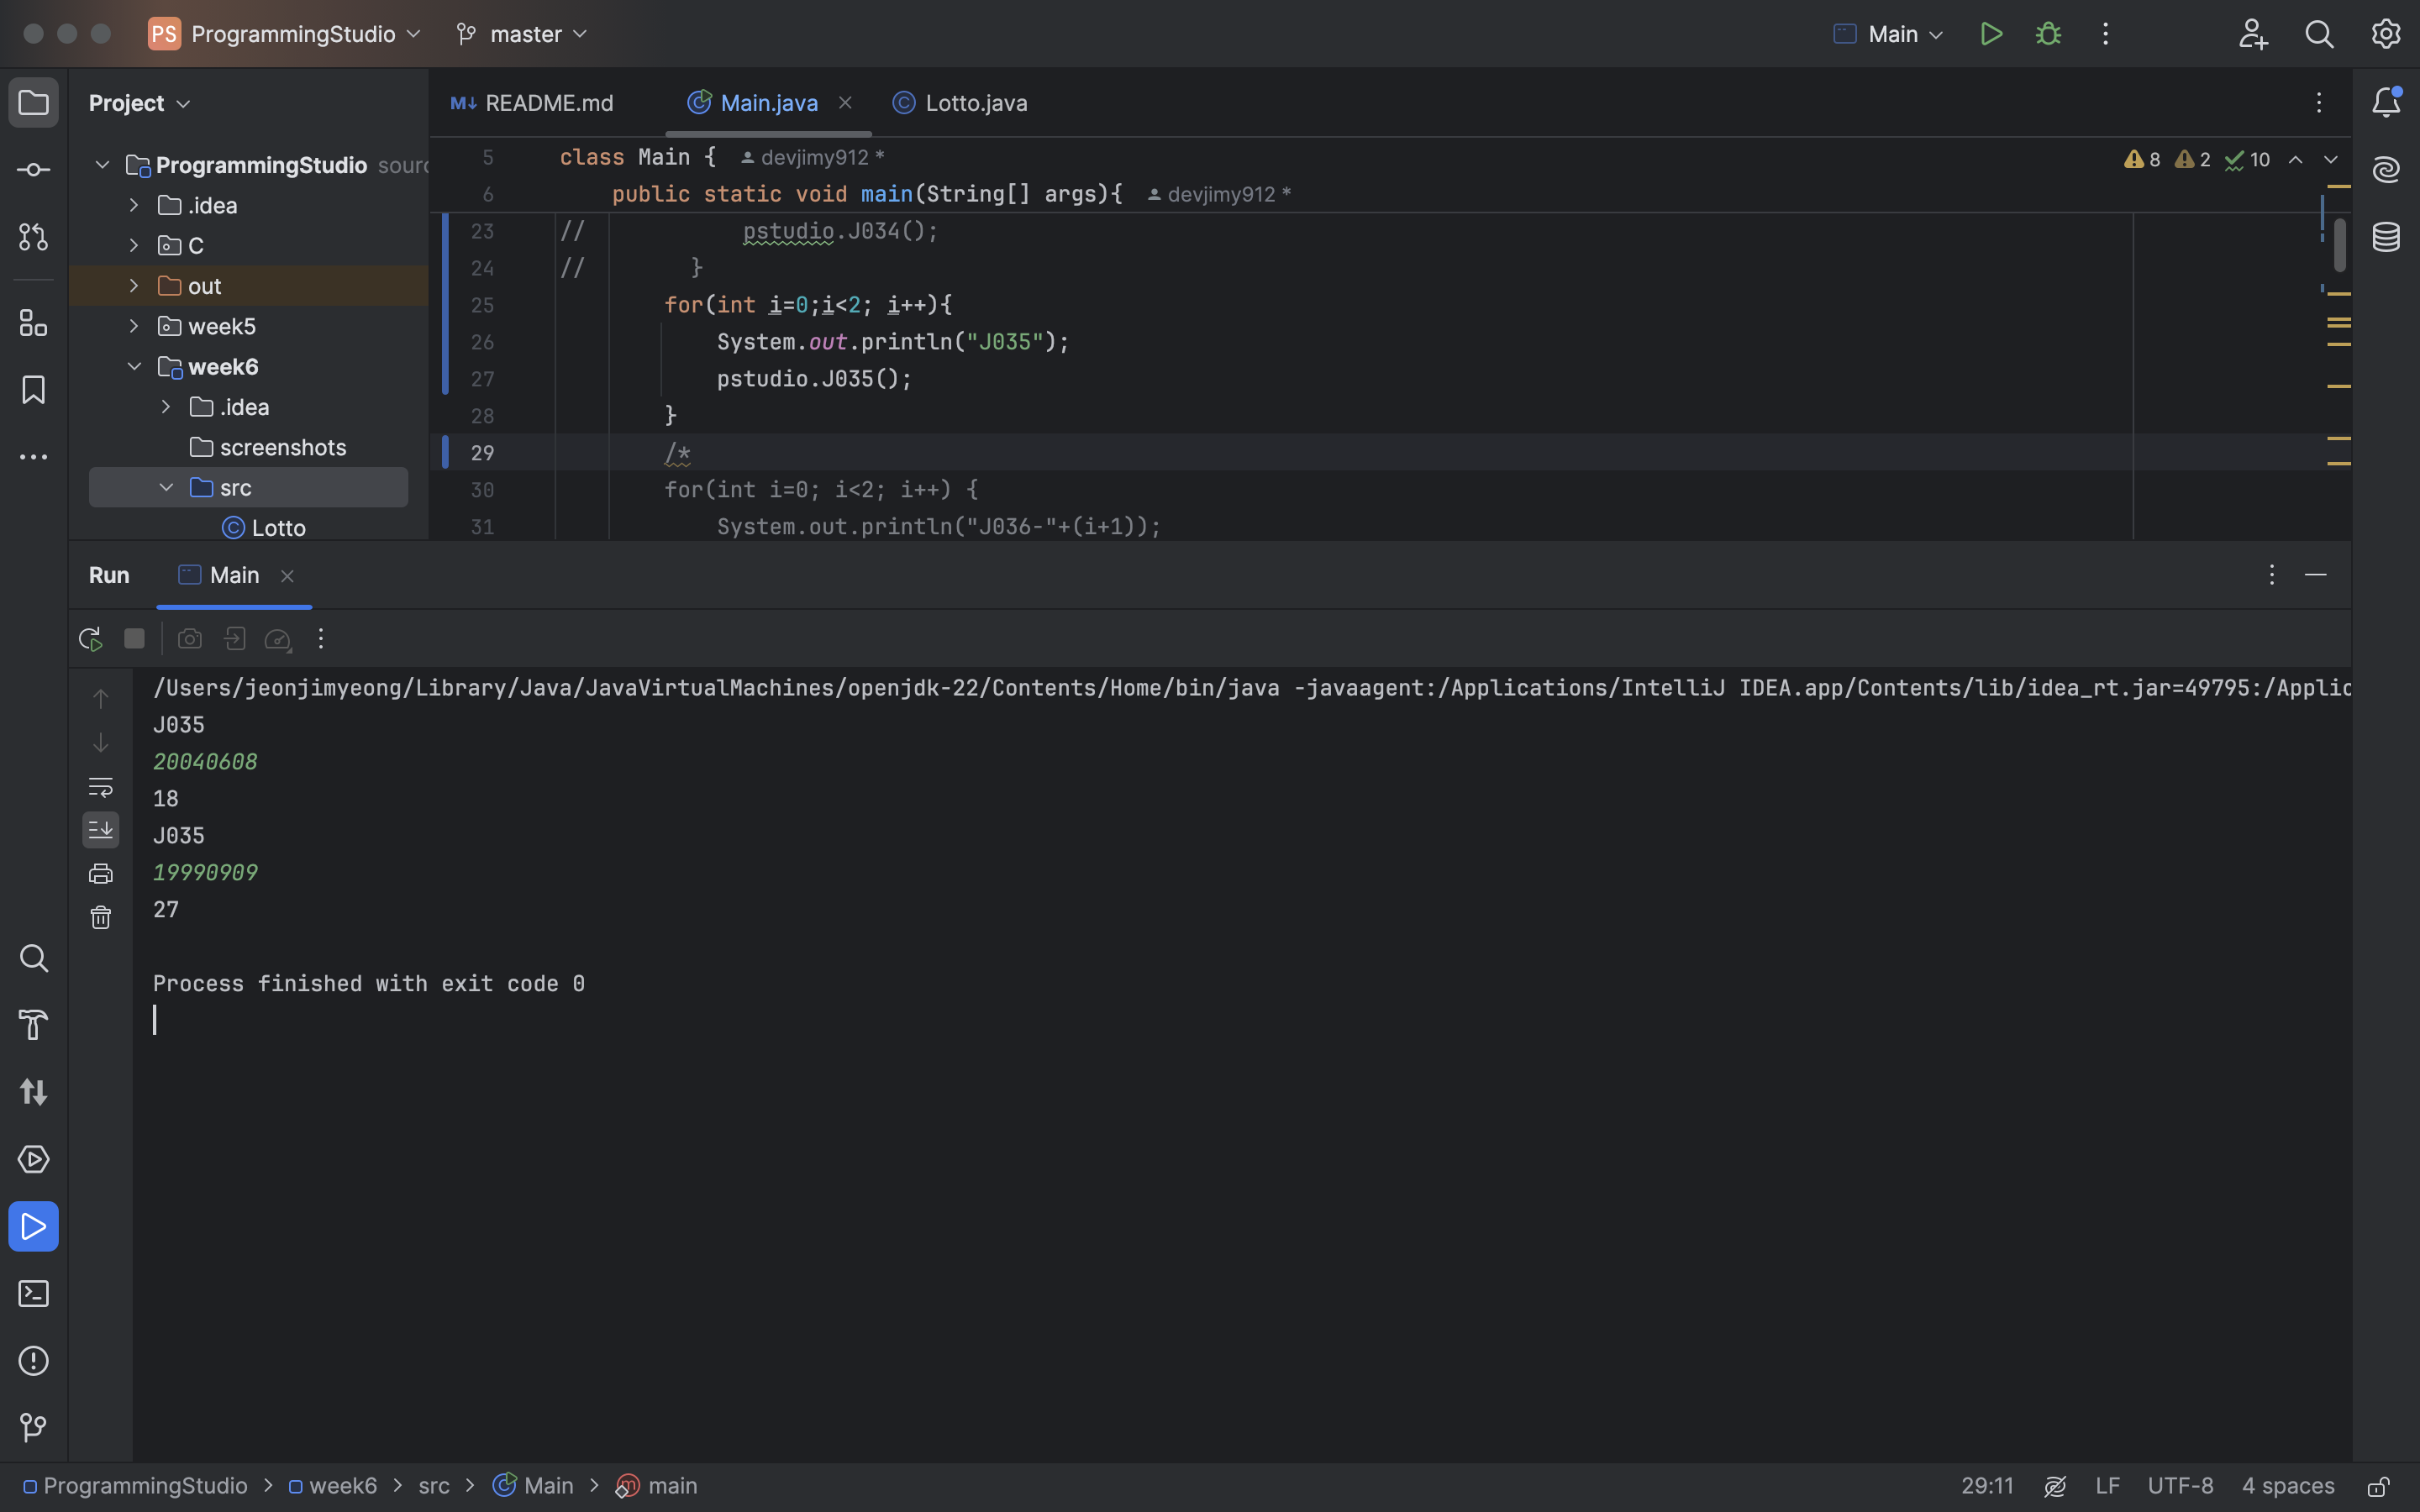 PS ProgrammingStudio master Main
Project
README.md Main.java Lotto.java
ProgrammingStudio sourc
.idea
C
out
week5
week6
.idea
screenshots
src
Lotto
8 2 10
5 class Main { devjimy912 *
6 public static void main(String[] args){ devjimy912 *
23 // pstudio.J034();
24 // }
25 for(int i=0;i<2; i++){
26 System.out.println("J035");
27 pstudio.J035();
28 }
29 /*
30 for(int i=0; i<2; i++) {
31 System.out.println("J036-"+(i+1));
Run Main
/Users/jeonjimyeong/Library/Java/JavaVirtualMachines/openjdk-22/Contents/Home/bin/java -javaagent:/Applications/IntelliJ IDEA.app/Contents/lib/idea_rt.jar=49795:/Applic
J035
20040608
18
J035
19990909
27
Process finished with exit code 0
ProgrammingStudio > week6 > src > Main > main 29:11 LF UTF-8 4 spaces